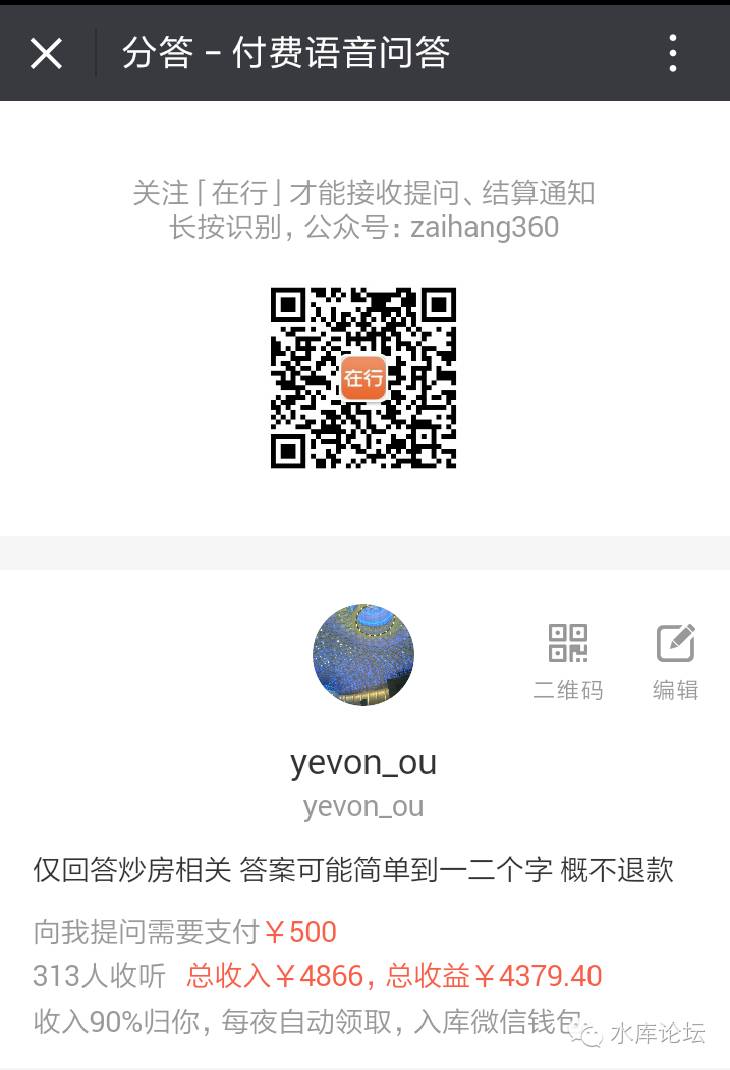 分答 - 付费语音问答
关注「在行」才能接收提问、结算通知
长按识别, 公众号: zaihang360
在行
二维码
编辑
yevon_ou
yevon_ou
仅回答炒房相关 答案可能简单到一二个字 概不退款
向我提问需要支付￥500
313人收听 总收入￥4866, 总收益￥4379.40
收入90%归你, 每夜自动领取, 入库微信钱包
水库论坛